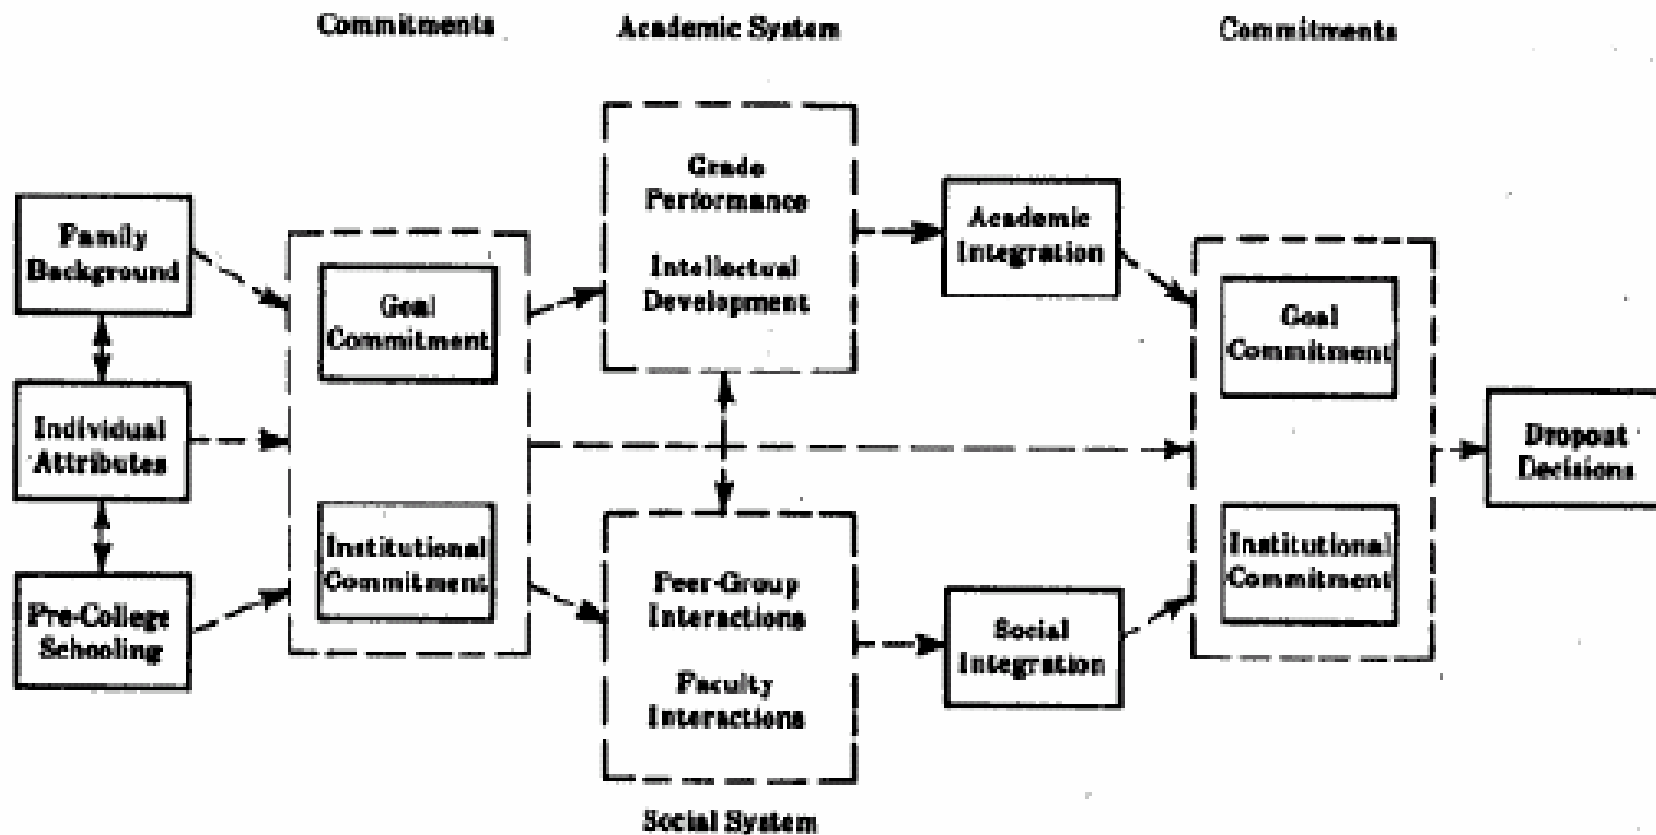 Commitments
Academic System
Commitments
Family
Background
Individual
Attributes
Pre-College
Schooling
Goal
Commitment
Institutional
Commitment
Grade
Performance
Intellectual
Development
Peer-Group
Interactions
Faculty
Interactions
Social System
Academic
Integration
Social
Integration
Goal
Commitment
Institutional
Commitment
Dropout
Decisions